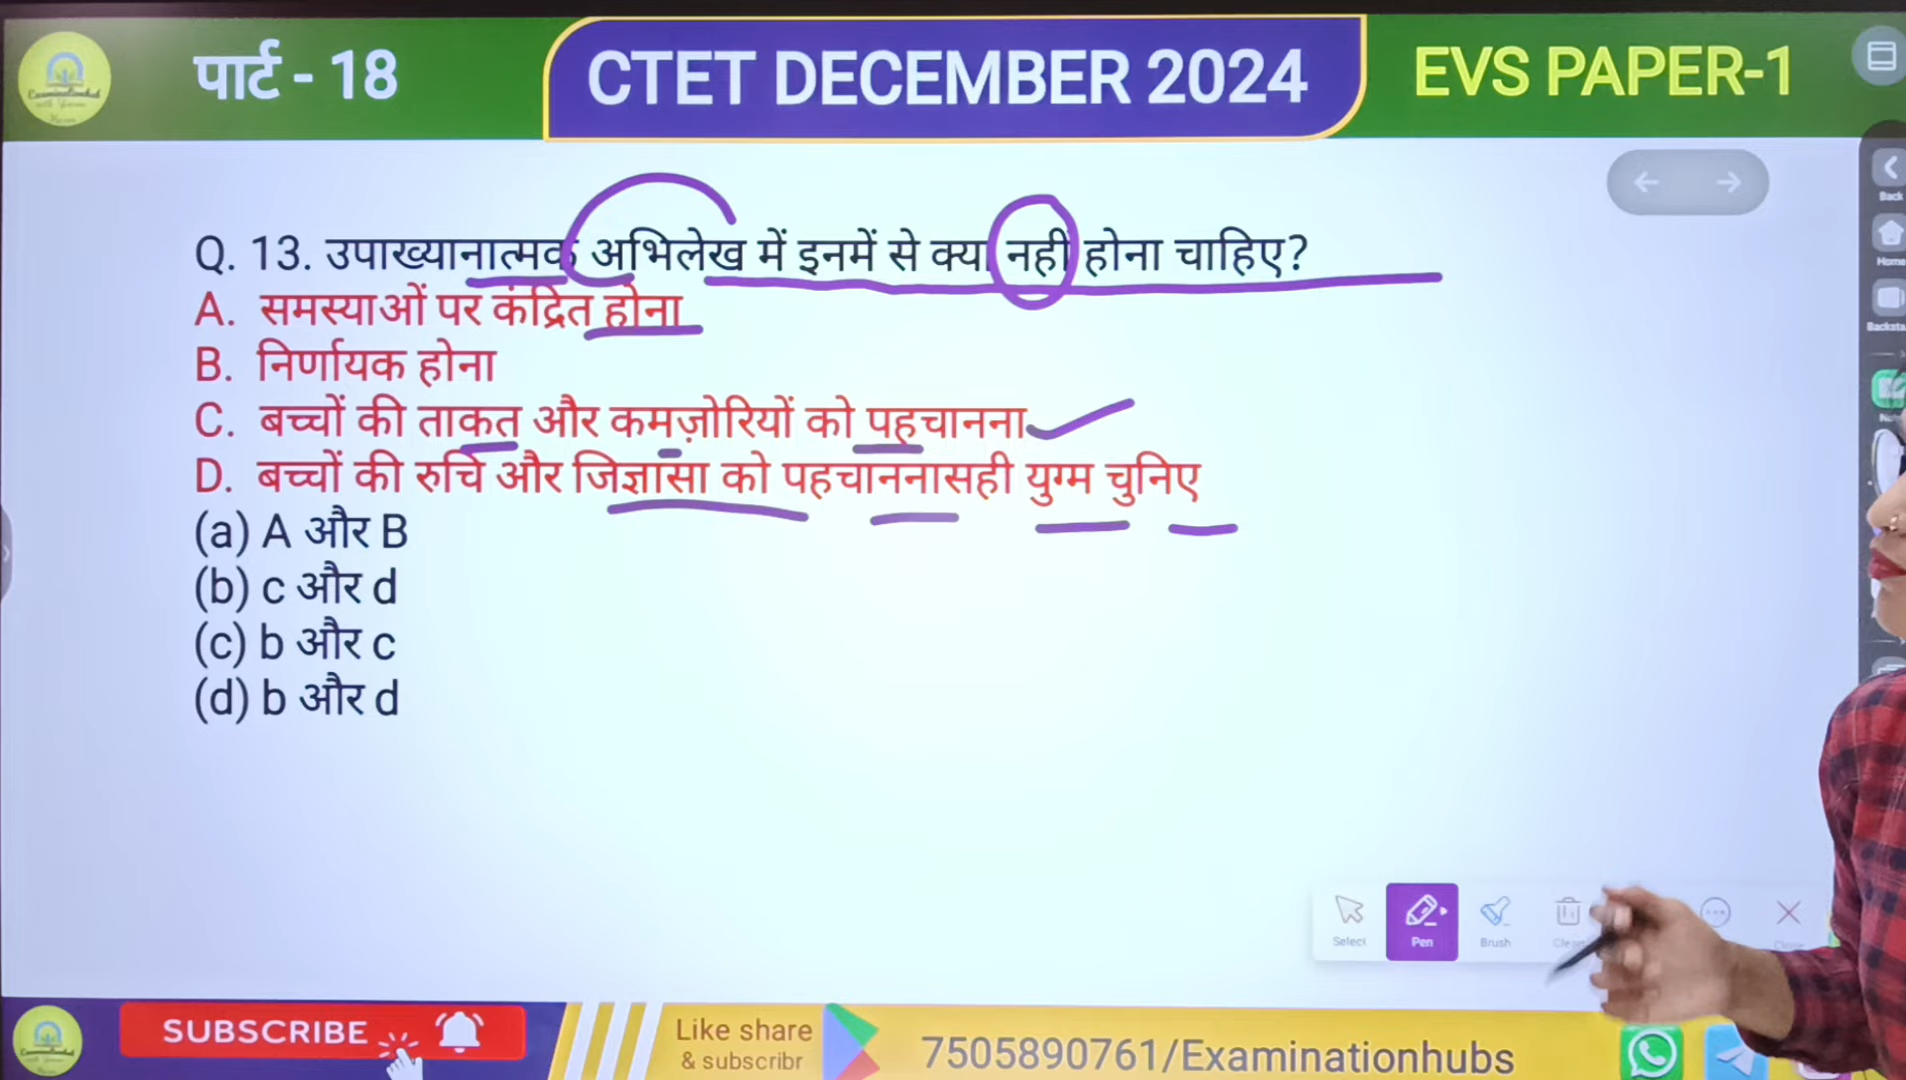 पार्ट - 18
CTET DECEMBER 2024
EVS PAPER-1
Q. 13. उपाख्यानात्मक अभिलेख में इनमें से क्या नहीं होना चाहिए?
A. समस्याओं पर कंद्रित होना
B. निर्णायक होना
C. बच्चों की ताकत और कमज़ोरियों को पहचानना
D. बच्चों की रुचि और जिज्ञासा को पहचाननासही युग्म चुनिए
(a) A और B
(b) c और d
(c) b और c
(d) b और d
Back
Home
Select
Pen
Brush
SUBSCRIBE
Like share
& subscribr
7505890761/Examinationhubs